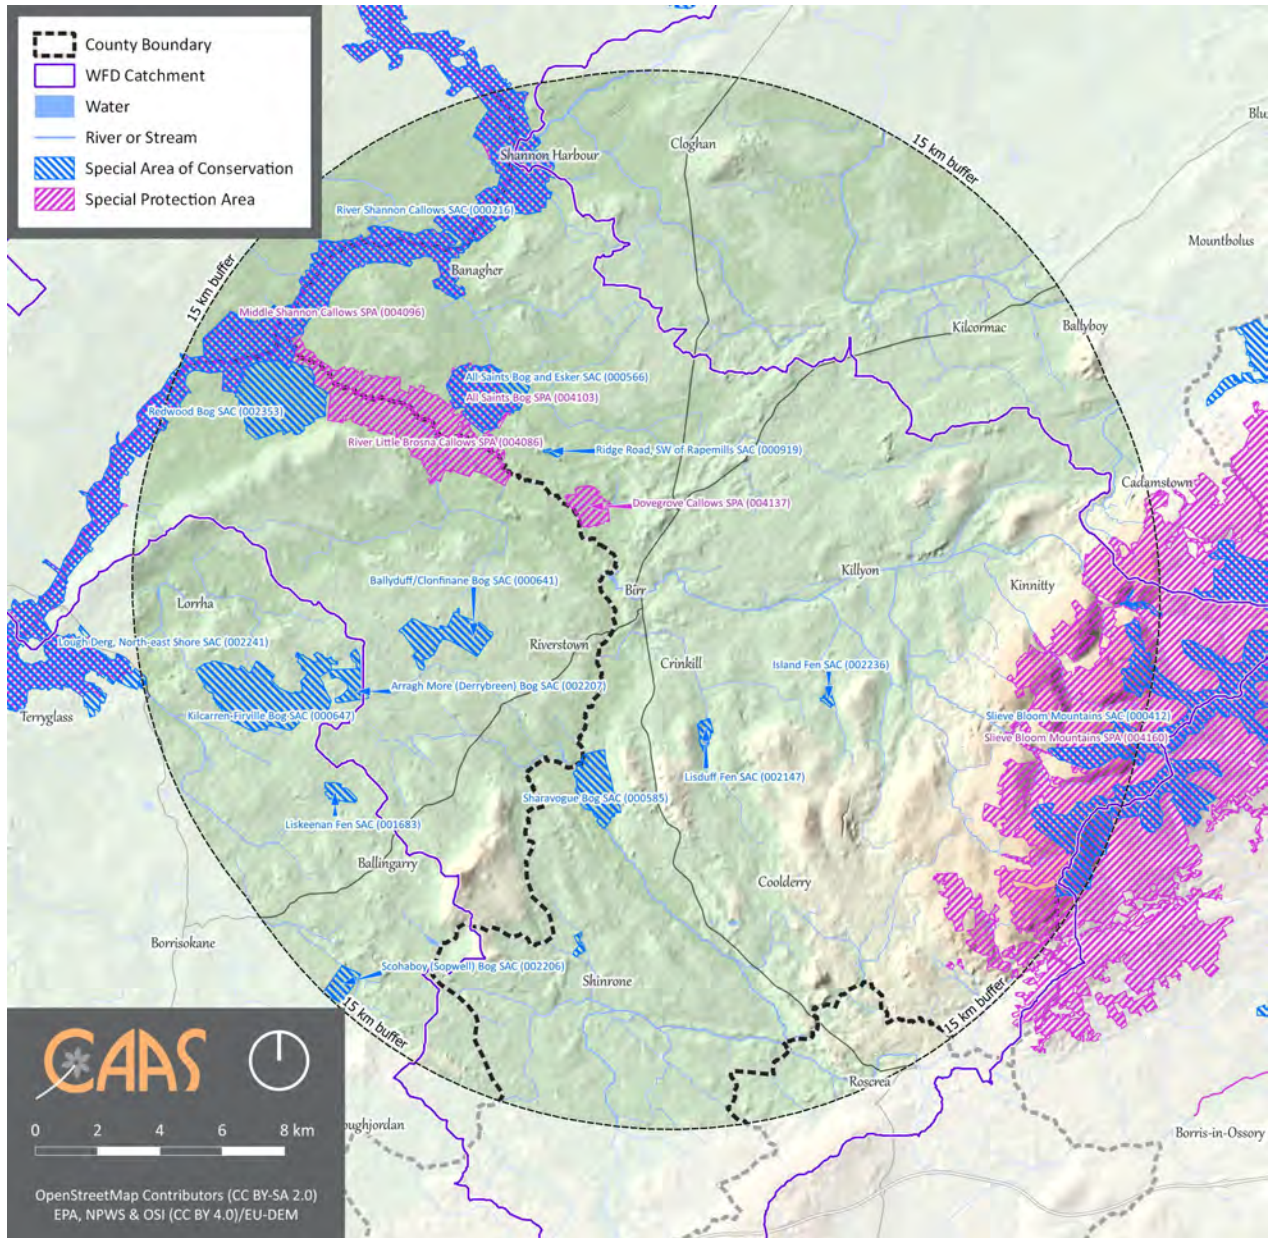 County Boundary
WFD Catchment
Water
River or Stream
Special Area of Conservation
Special Protection Area
15 km buffer
Cloghan
Shannon Harbour
River Shannon Callows SAC (000216)
Mountbolus
Banagher
15 km buffer
Middle Shannon Callows SPA (004096)
Kilcormac
Ballyboy
All Saints Bog and Esker SAC (000566)
All Saints Bog SPA (004103)
Redwood Bog SAC (002353)
River Little Brosna Callows SPA (004086)
Ridge Road, SW of Rapemills SAC (000919)
Cadamstown
Dovegrove Callows SPA (004137)
Ballyduff/Clonfinane Bog SAC (000641)
Killyon
Kinnitty
Birr
Lorrha
Lough Derg, North-east Shore SAC (002241)
Riverstown
Crinkill
Island Fen SAC (002236)
Arragh More (Derrybreen) Bog SAC (002207)
Terryglass
Kilcarren-Firville Bog SAC (000647)
Slieve Bloom Mountains SAC (000412)
Slieve Bloom Mountains SPA (004160)
Lisduff Fen SAC (002147)
Sharavogue Bog SAC (000585)
Liskeenan Fen SAC (001683)
Ballingarry
Coolderry
Borrisokane
Scohaboy (Sopwell) Bog SAC (002206)
Shinrone
15 km buffer
15 km buffer
Roscrea
oughjordan
Borris-in-Ossory
CAAS
0 2 4 6 8 km
OpenStreetMap Contributors (CC BY-SA 2.0)
EPA, NPWS & OSI (CC BY 4.0)/EU-DEM